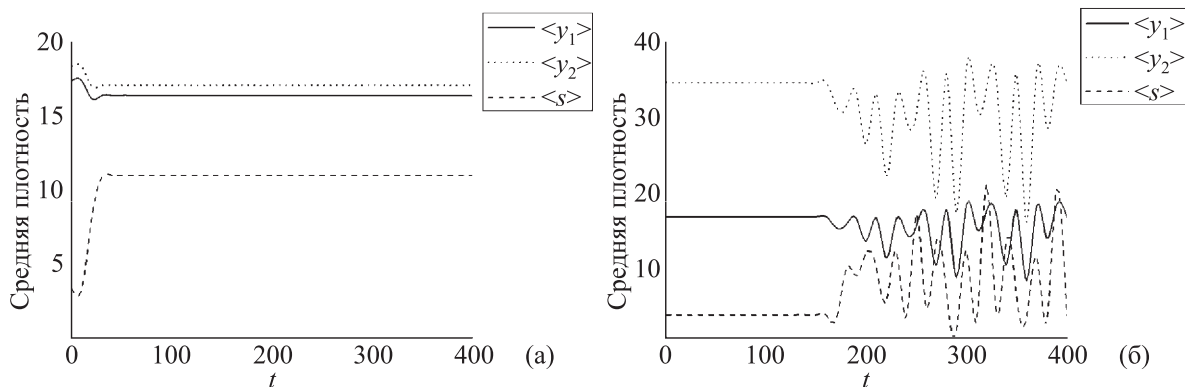 <y₁>
<y₂>
<s>
Средняя плотность
20
15
10
5
0
100
200
300
400
t
(а)
<y₁>
<y₂>
<s>
Средняя плотность
40
30
20
10
0
100
200
300
400
t
(б)